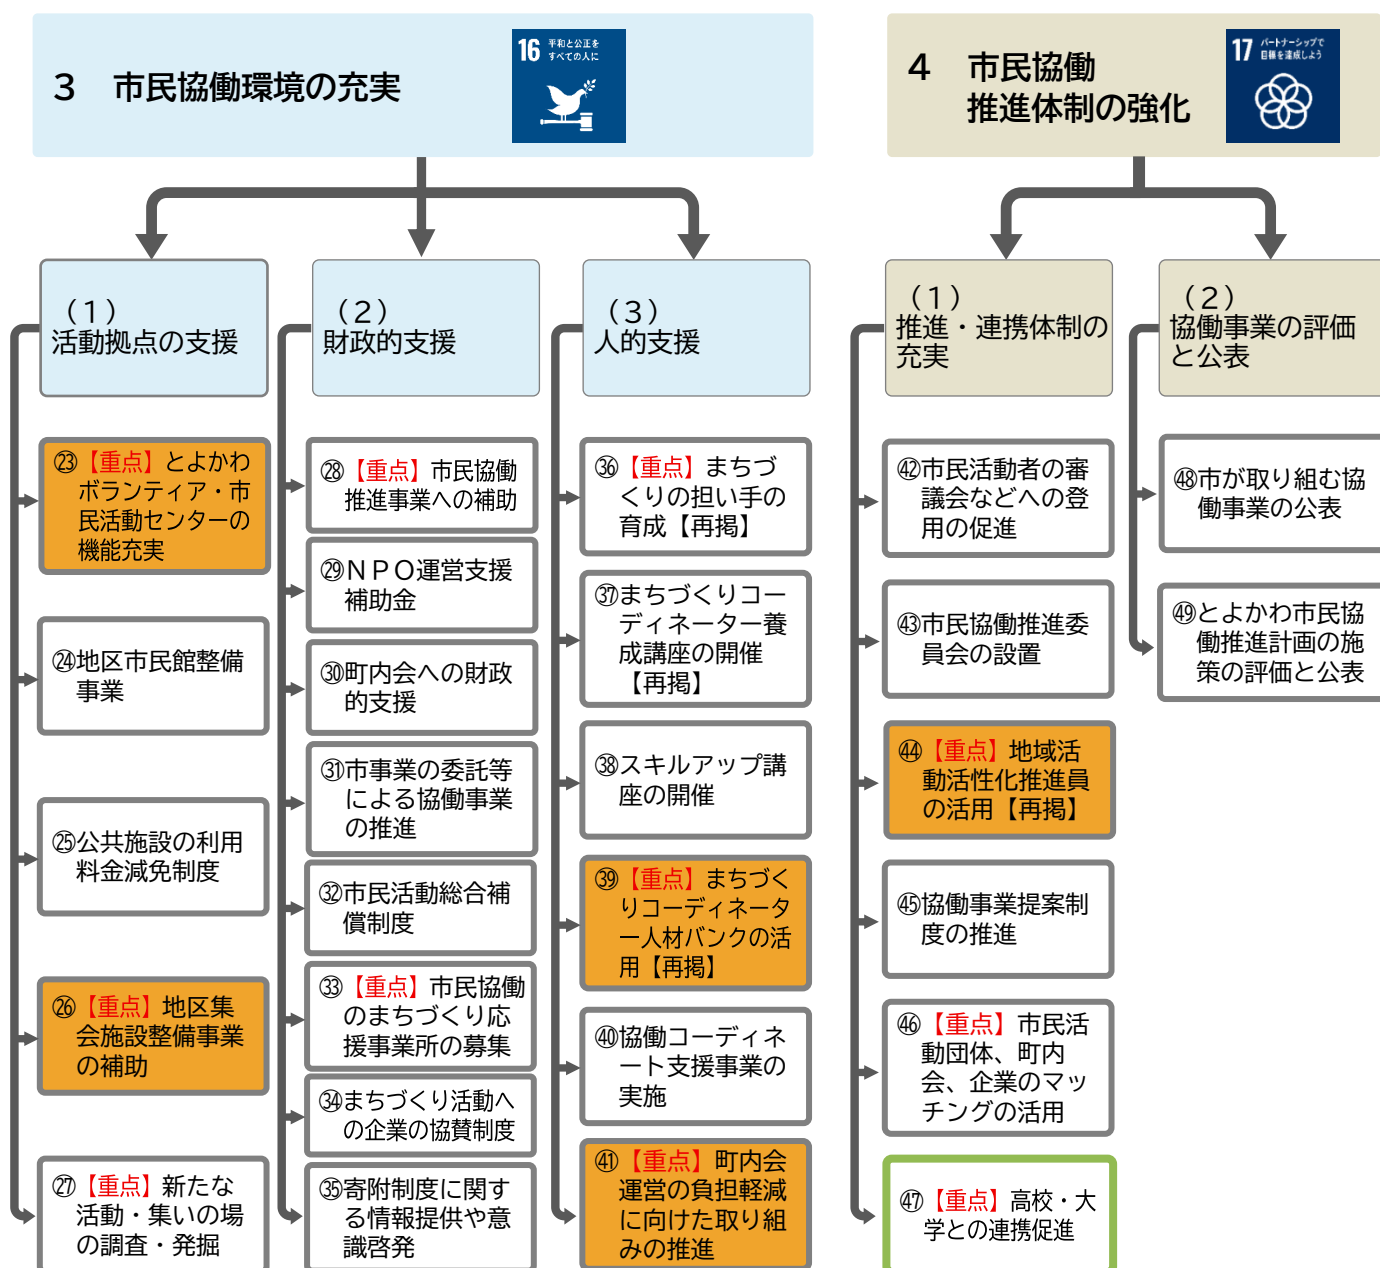 3　市民協働環境の充実
16 平和と公正を
すべての人に
(１)
活動拠点の支援
㉓【重点】とよかわ
ボランティア・市
民活動センターの
機能充実
㉔地区市民館整備
事業
㉕公共施設の利用
料金減免制度
㉖【重点】地区集
会施設整備事業
の補助
㉗【重点】新たな
活動・集いの場
の調査・発掘
(２)
財政的支援
㉘【重点】市民協働
推進事業への補助
㉙ＮＰＯ運営支援
補助金
㉚町内会への財政
的支援
㉛市事業の委託等
による協働事業
の推進
㉜市民活動総合補
償制度
㉝【重点】市民協働
のまちづくり応
援事業所の募集
㉞まちづくり活動へ
の企業の協賛制度
㉟寄附制度に関す
る情報提供や意
識啓発
(３)
人的支援
㊱【重点】まちづ
くりの担い手の
育成【再掲】
㊲まちづくりコー
ディネーター養
成講座の開催
【再掲】
㊳スキルアップ講
座の開催
㊴【重点】まちづく
りコーディネータ
ー人材バンクの活
用【再掲】
㊵協働コーディネ
ート支援事業の
実施
㊶【重点】町内会
運営の負担軽減
に向けた取り組
みの推進
4　市民協働
推進体制の強化
17 パートナーシップで
目標を達成しよう
(１)
推進・連携体制の
充実
㊷市民活動者の審
議会などへの登
用の促進
㊸市民協働推進委
員会の設置
㊹【重点】地域活
動活性化推進員
の活用【再掲】
㊺協働事業提案制
度の推進
㊻【重点】市民活
動団体、町内
会、企業のマッ
チングの活用
㊼【重点】高校・大
学との連携促進
(２)
協働事業の評価
と公表
㊽市が取り組む協
働事業の公表
㊾とよかわ市民協
働推進計画の施
策の評価と公表